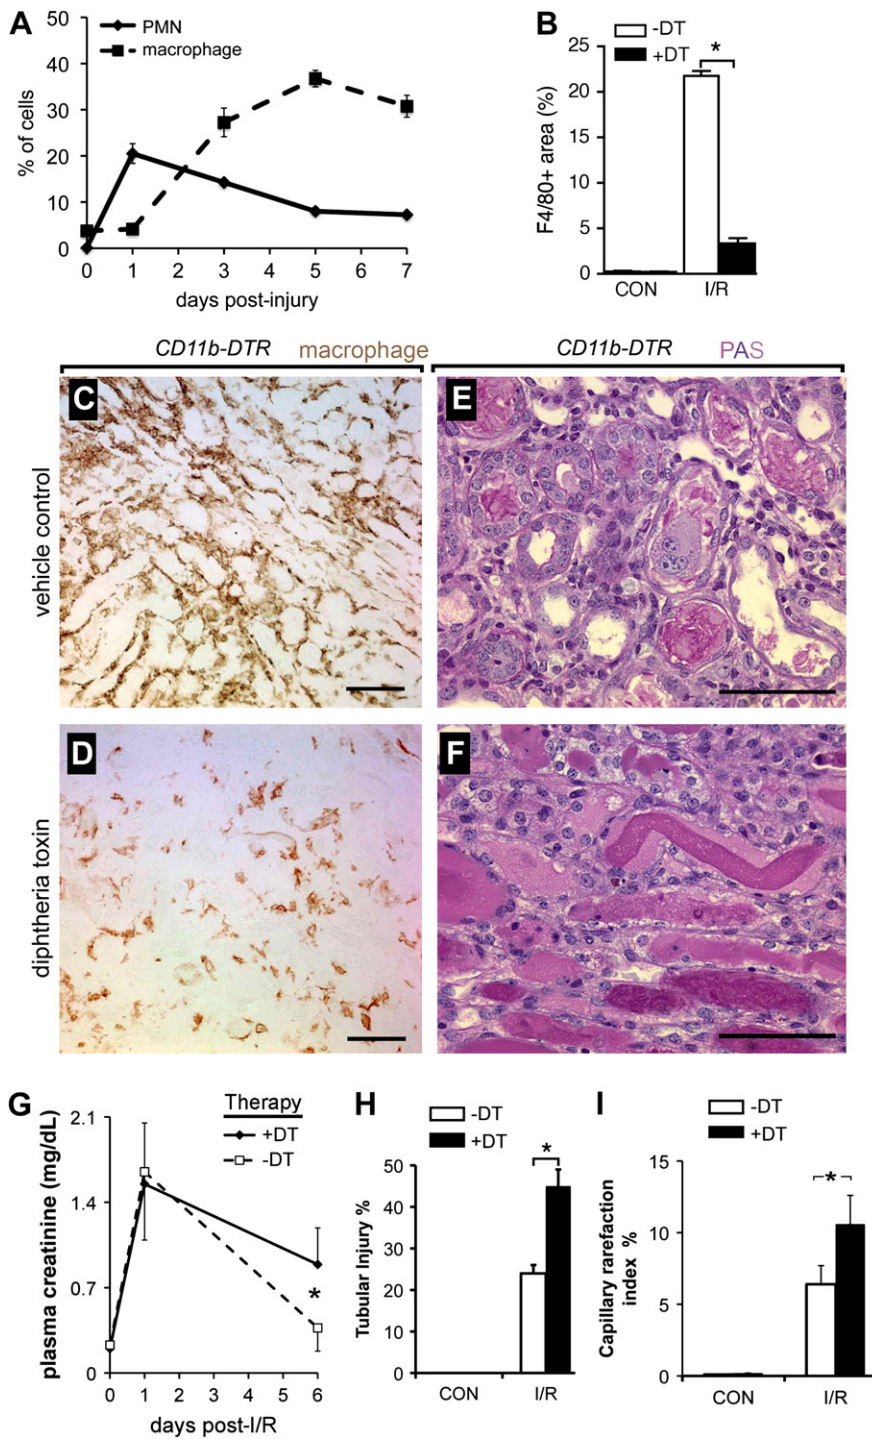 A
PMN
macrophage
% of cells
50
40
30
20
10
0
0 1 2 3 4 5 6 7
days post-injury
B
-DT
+DT
*
F4/80+ area (%)
25
20
15
10
5
0
CON I/R
CD11b-DTR macrophage
CD11b-DTR PAS
vehicle control
C
E
diphtheria toxin
D
F
G
Therapy
+DT
-DT
plasma creatinine (mg/dL)
2.1
1.4
0.7
0
*
0 1 2 3 4 5 6
days post-I/R
H
-DT
+DT
*
Tubular Injury %
50
40
30
20
10
0
CON I/R
I
-DT
+DT
*
Capillary rarefaction
index %
15
10
5
0
CON I/R